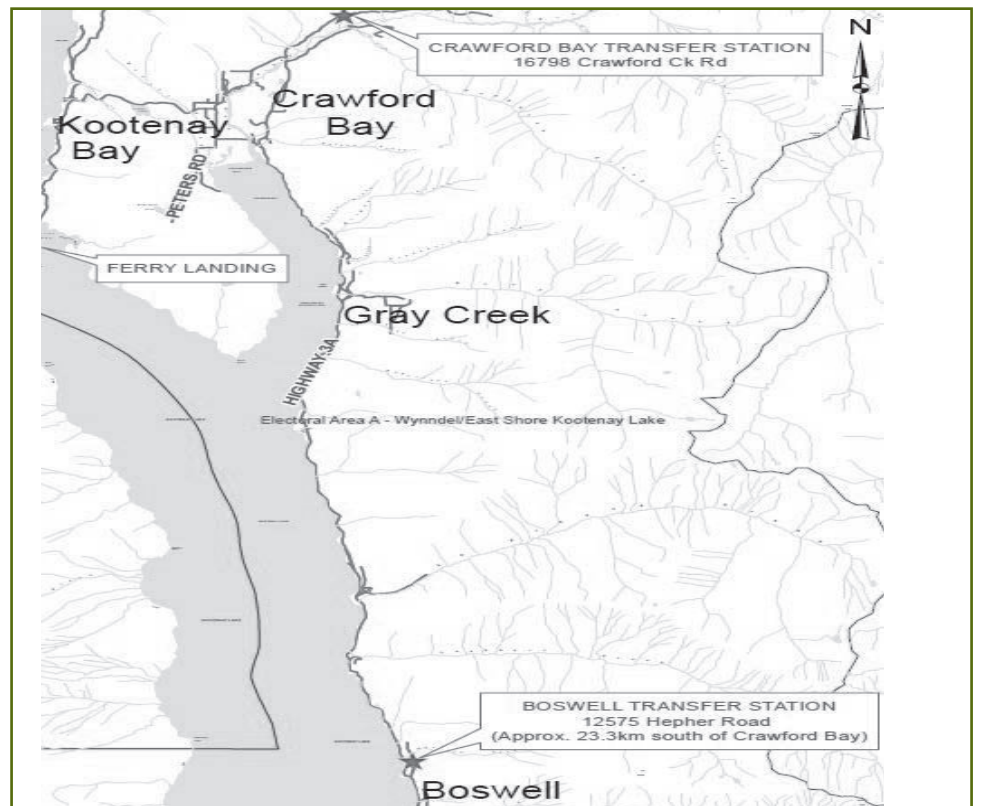 N
CRAWFORD BAY TRANSFER STATION
16798 Crawford Ck Rd
Crawford
Bay
Kootenay
Bay
PETERS RD
FERRY LANDING
Gray Creek
HIGHWAY 3A
Electoral Area A - Wynndel/East Shore Kootenay Lake
BOSWELL TRANSFER STATION
12575 Hepher Road
(Approx. 23.3km south of Crawford Bay)
Boswell